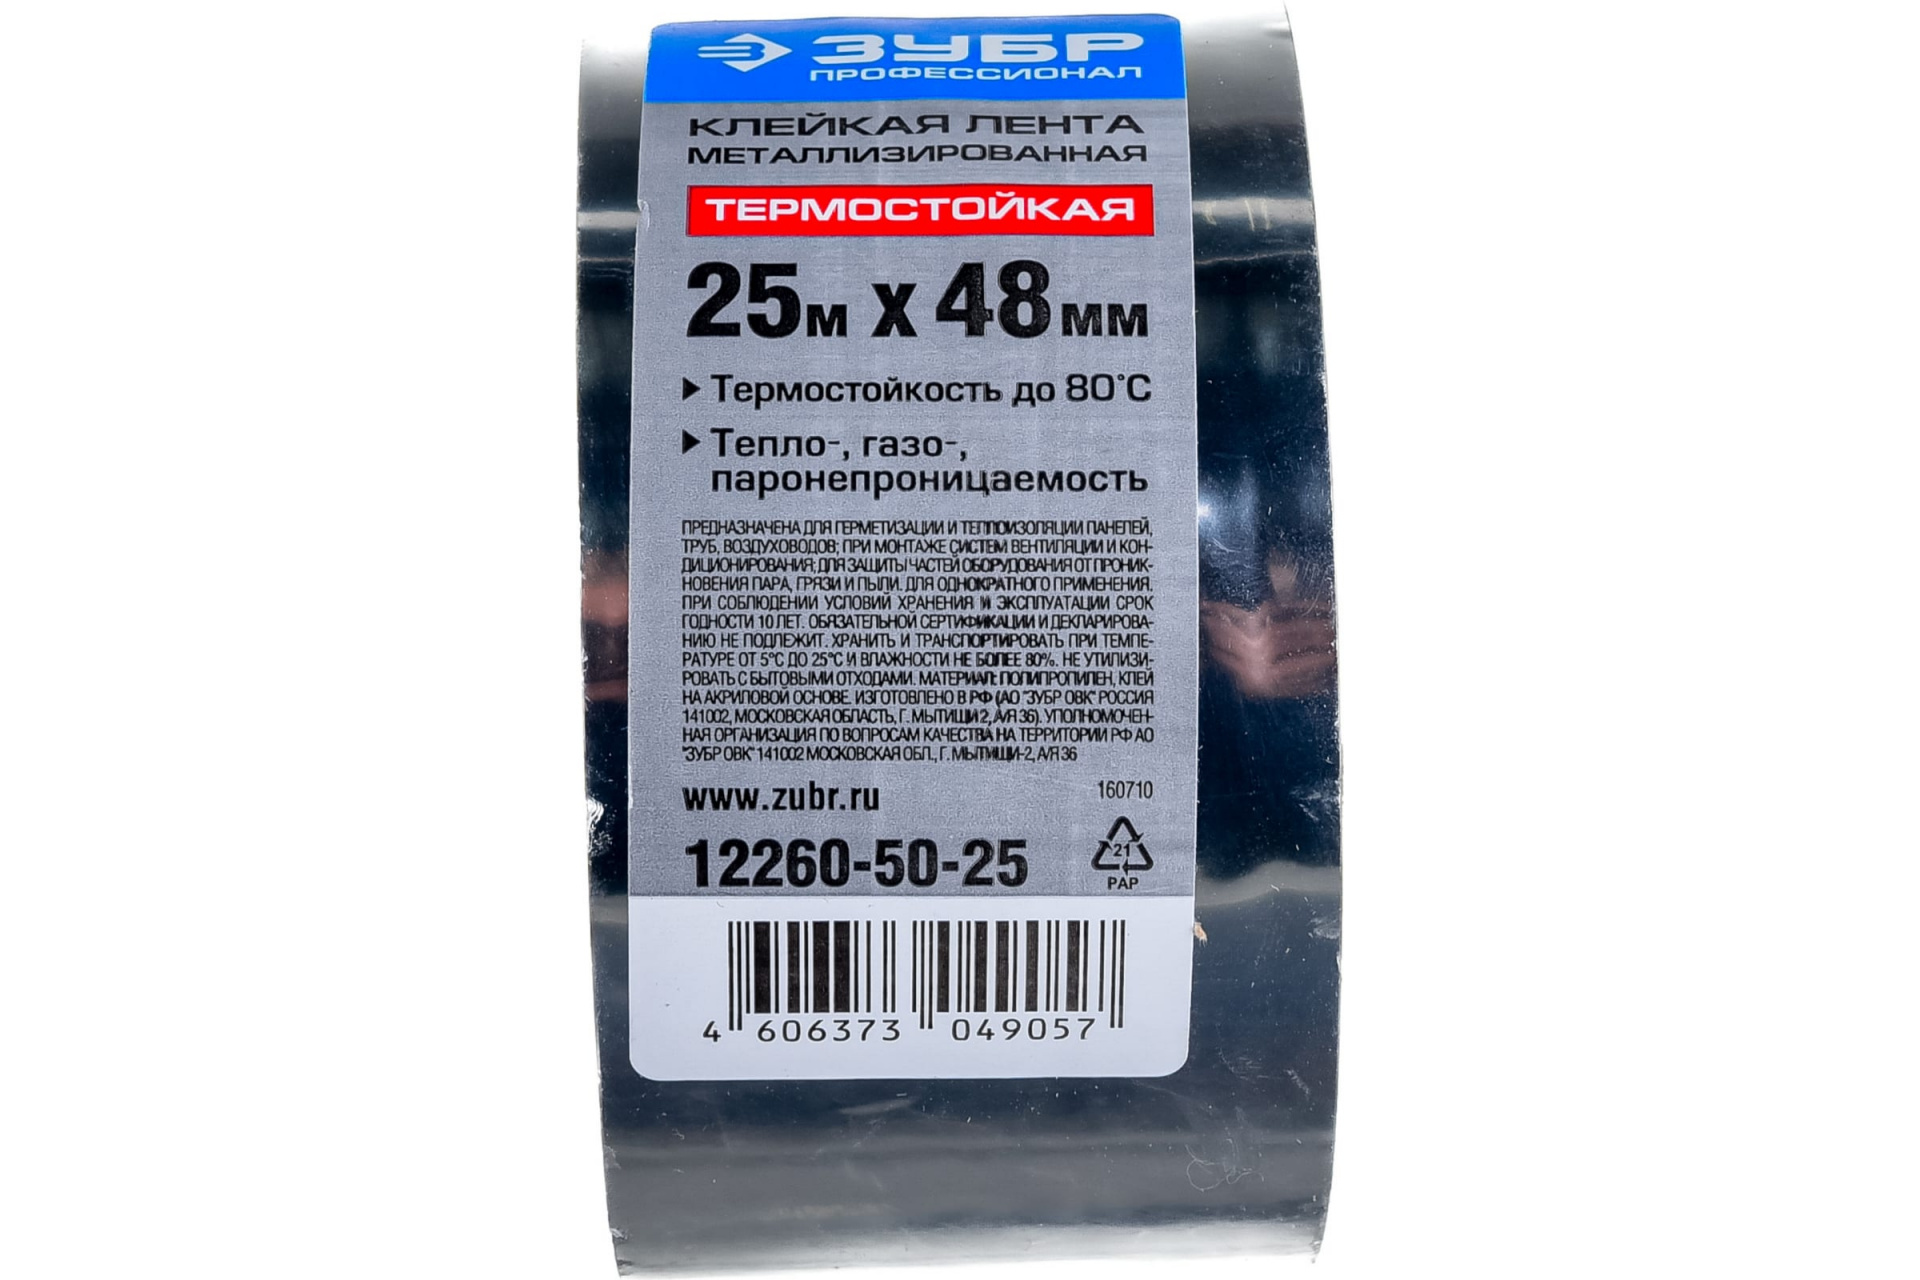 ЗУБР
ПРОФЕССИОНАЛ
КЛЕЙКАЯ ЛЕНТА
МЕТАЛЛИЗИРОВАННАЯ
ТЕРМОСТОЙКАЯ
25м х 48мм
Термостойкость до 80°С
Тепло-, газо-,
паронепроницаемость
ПРЕДНАЗНАЧЕНА ДЛЯ ГЕРМЕТИЗАЦИИ И ТЕПЛОИЗОЛЯЦИИ ПАНЕЛЕЙ,
ТРУБ, ВОЗДУХОВОДОВ; ПРИ МОНТАЖЕ СИСТЕМ ВЕНТИЛЯЦИИ И КОН-
ДИЦИОНИРОВАНИЯ; ДЛЯ ЗАЩИТЫ ЧАСТЕЙ ОБОРУДОВАНИЯ ОТ ПРОНИК-
НОВЕНИЯ ПАРА, ГРЯЗИ И ПЫЛИ. ДЛЯ ОДНОКРАТНОГО ПРИМЕНЕНИЯ.
ПРИ СОБЛЮДЕНИИ УСЛОВИЙ ХРАНЕНИЯ И ЭКСПЛУАТАЦИИ СРОК
ГОДНОСТИ 10 ЛЕТ. ОБЯЗАТЕЛЬНОЙ СЕРТИФИКАЦИИ И ДЕКЛАРИРОВА-
НИЮ НЕ ПОДЛЕЖИТ. ХРАНИТЬ И ТРАНСПОРТИРОВАТЬ ПРИ ТЕМПЕ-
РАТУРЕ ОТ 5°С ДО 25°С И ВЛАЖНОСТИ НЕ БОЛЕЕ 80%. НЕ УТИЛИЗИ-
РОВАТЬ С БЫТОВЫМИ ОТХОДАМИ. МАТЕРИАЛ: ПОЛИПРОПИЛЕН, КЛЕЙ
НА АКРИЛОВОЙ ОСНОВЕ. ИЗГОТОВЛЕНО В РФ (АО "ЗУБР ОВК" РОССИЯ
141002, МОСКОВСКАЯ ОБЛАСТЬ, Г. МЫТИЩИ 2, А/Я 36). УПОЛНОМОЧЕН-
НАЯ ОРГАНИЗАЦИЯ ПО ВОПРОСАМ КАЧЕСТВА НА ТЕРРИТОРИИ РФ АО
"ЗУБР ОВК" 141002 МОСКОВСКАЯ ОБЛ., Г. МЫТИЩИ-2, А/Я 36
www.zubr.ru
160710
12260-50-25
21
PAP
4 606373 049057